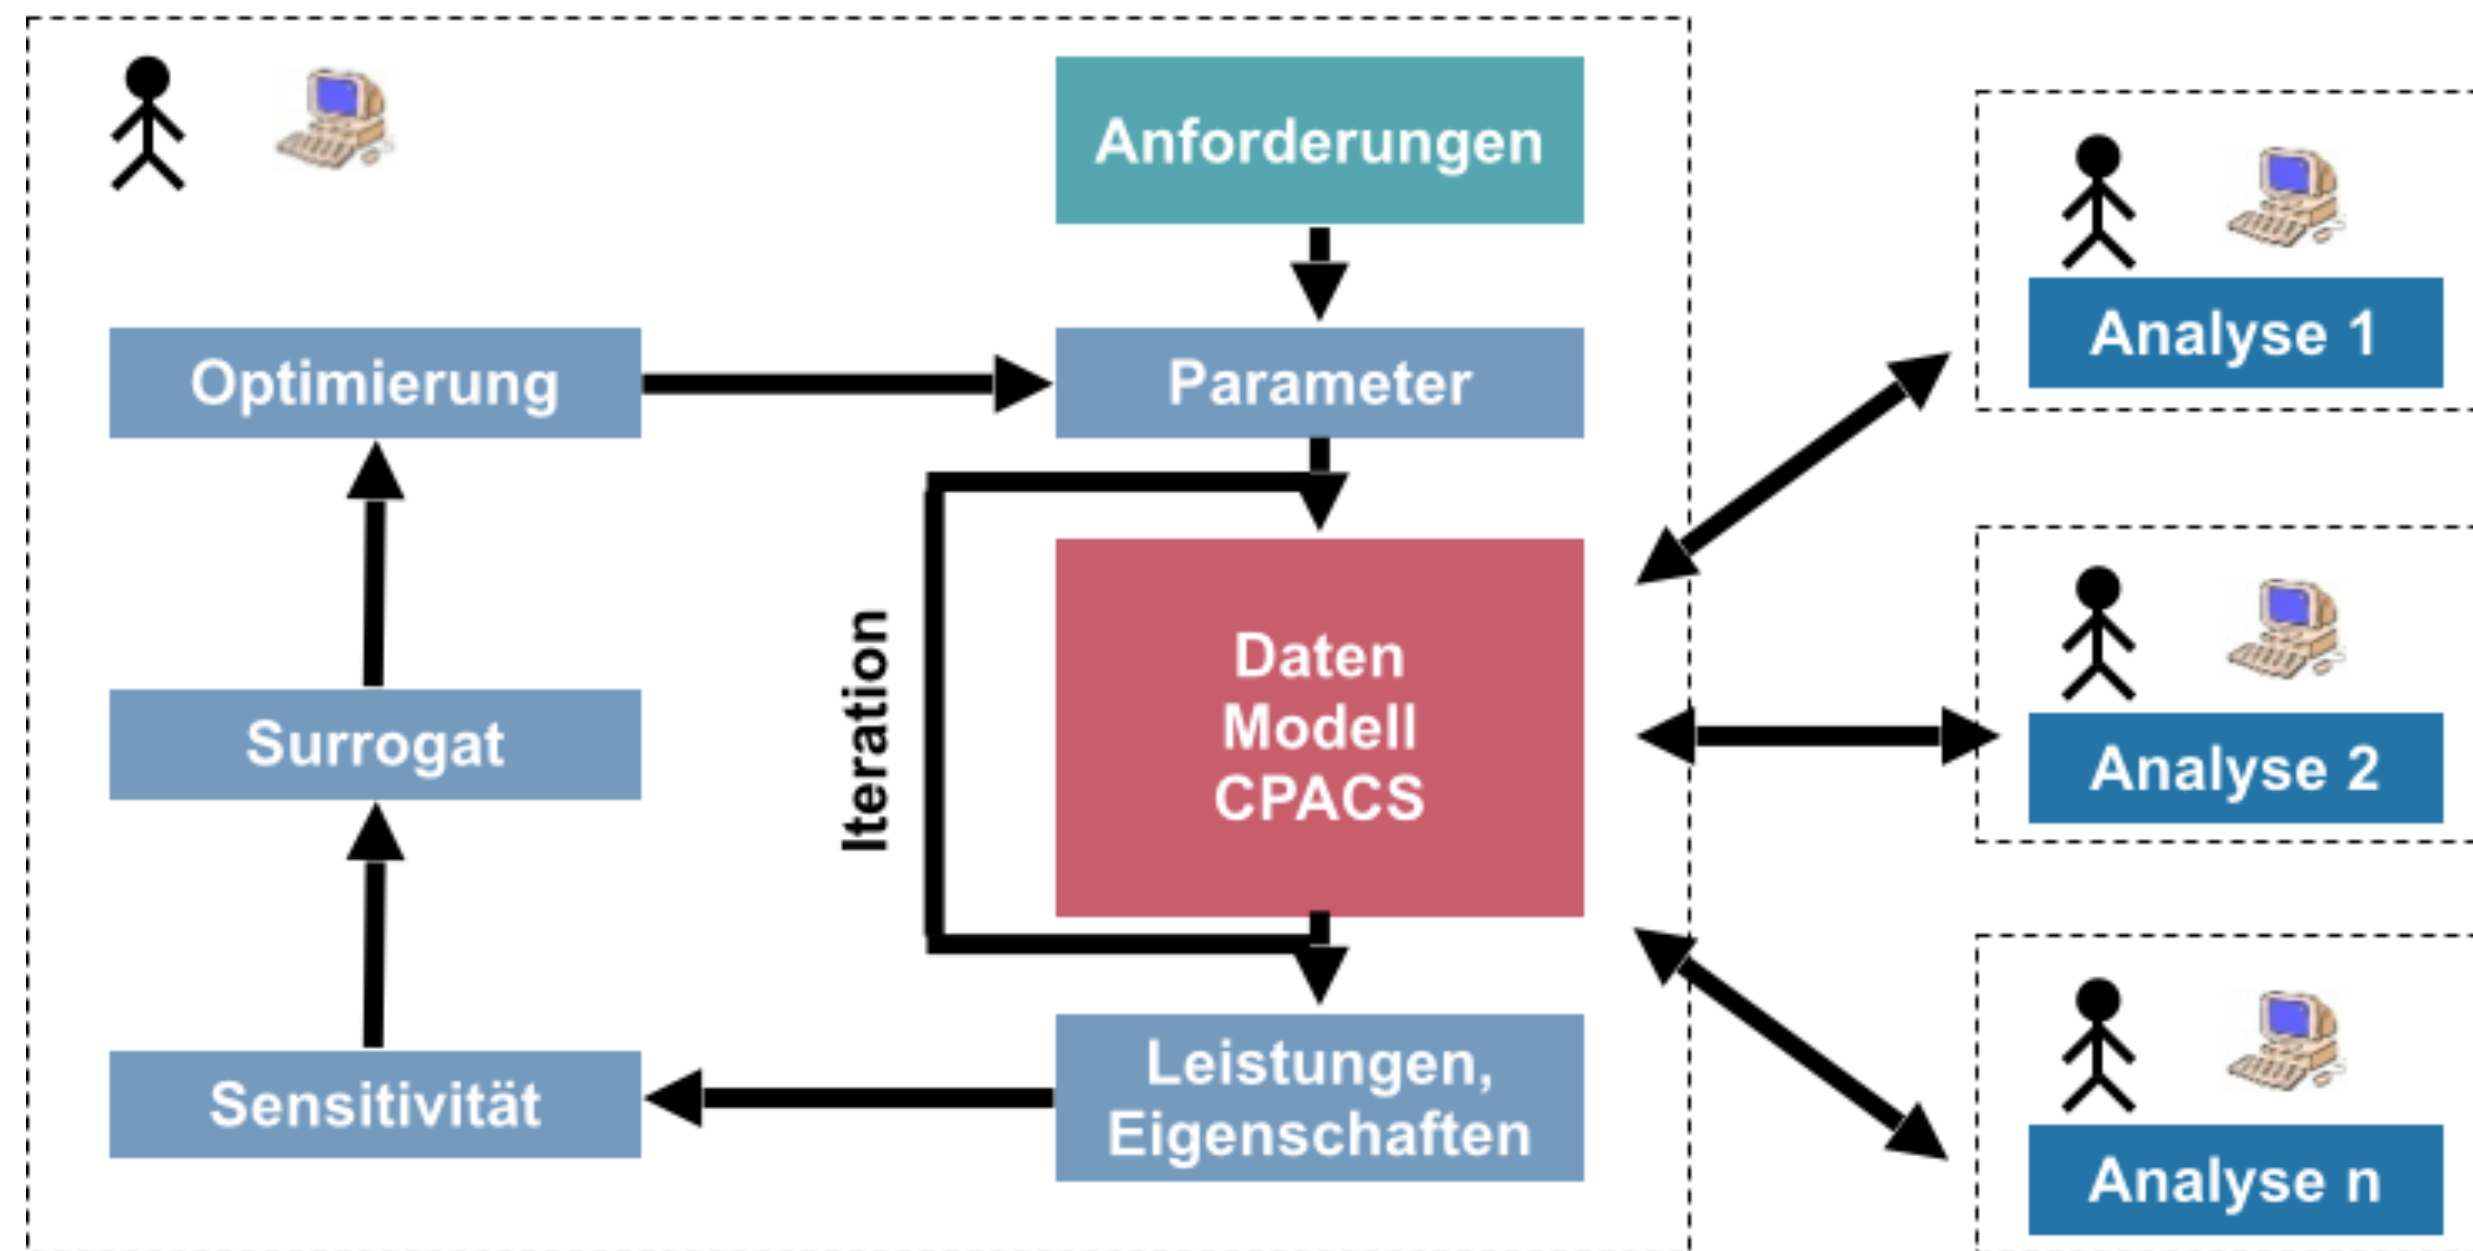 Anforderungen
Optimierung
Parameter
Iteration
Daten
Modell
CPACS
Surrogat
Sensitivität
Leistungen,
Eigenschaften
Analyse 1
Analyse 2
Analyse n